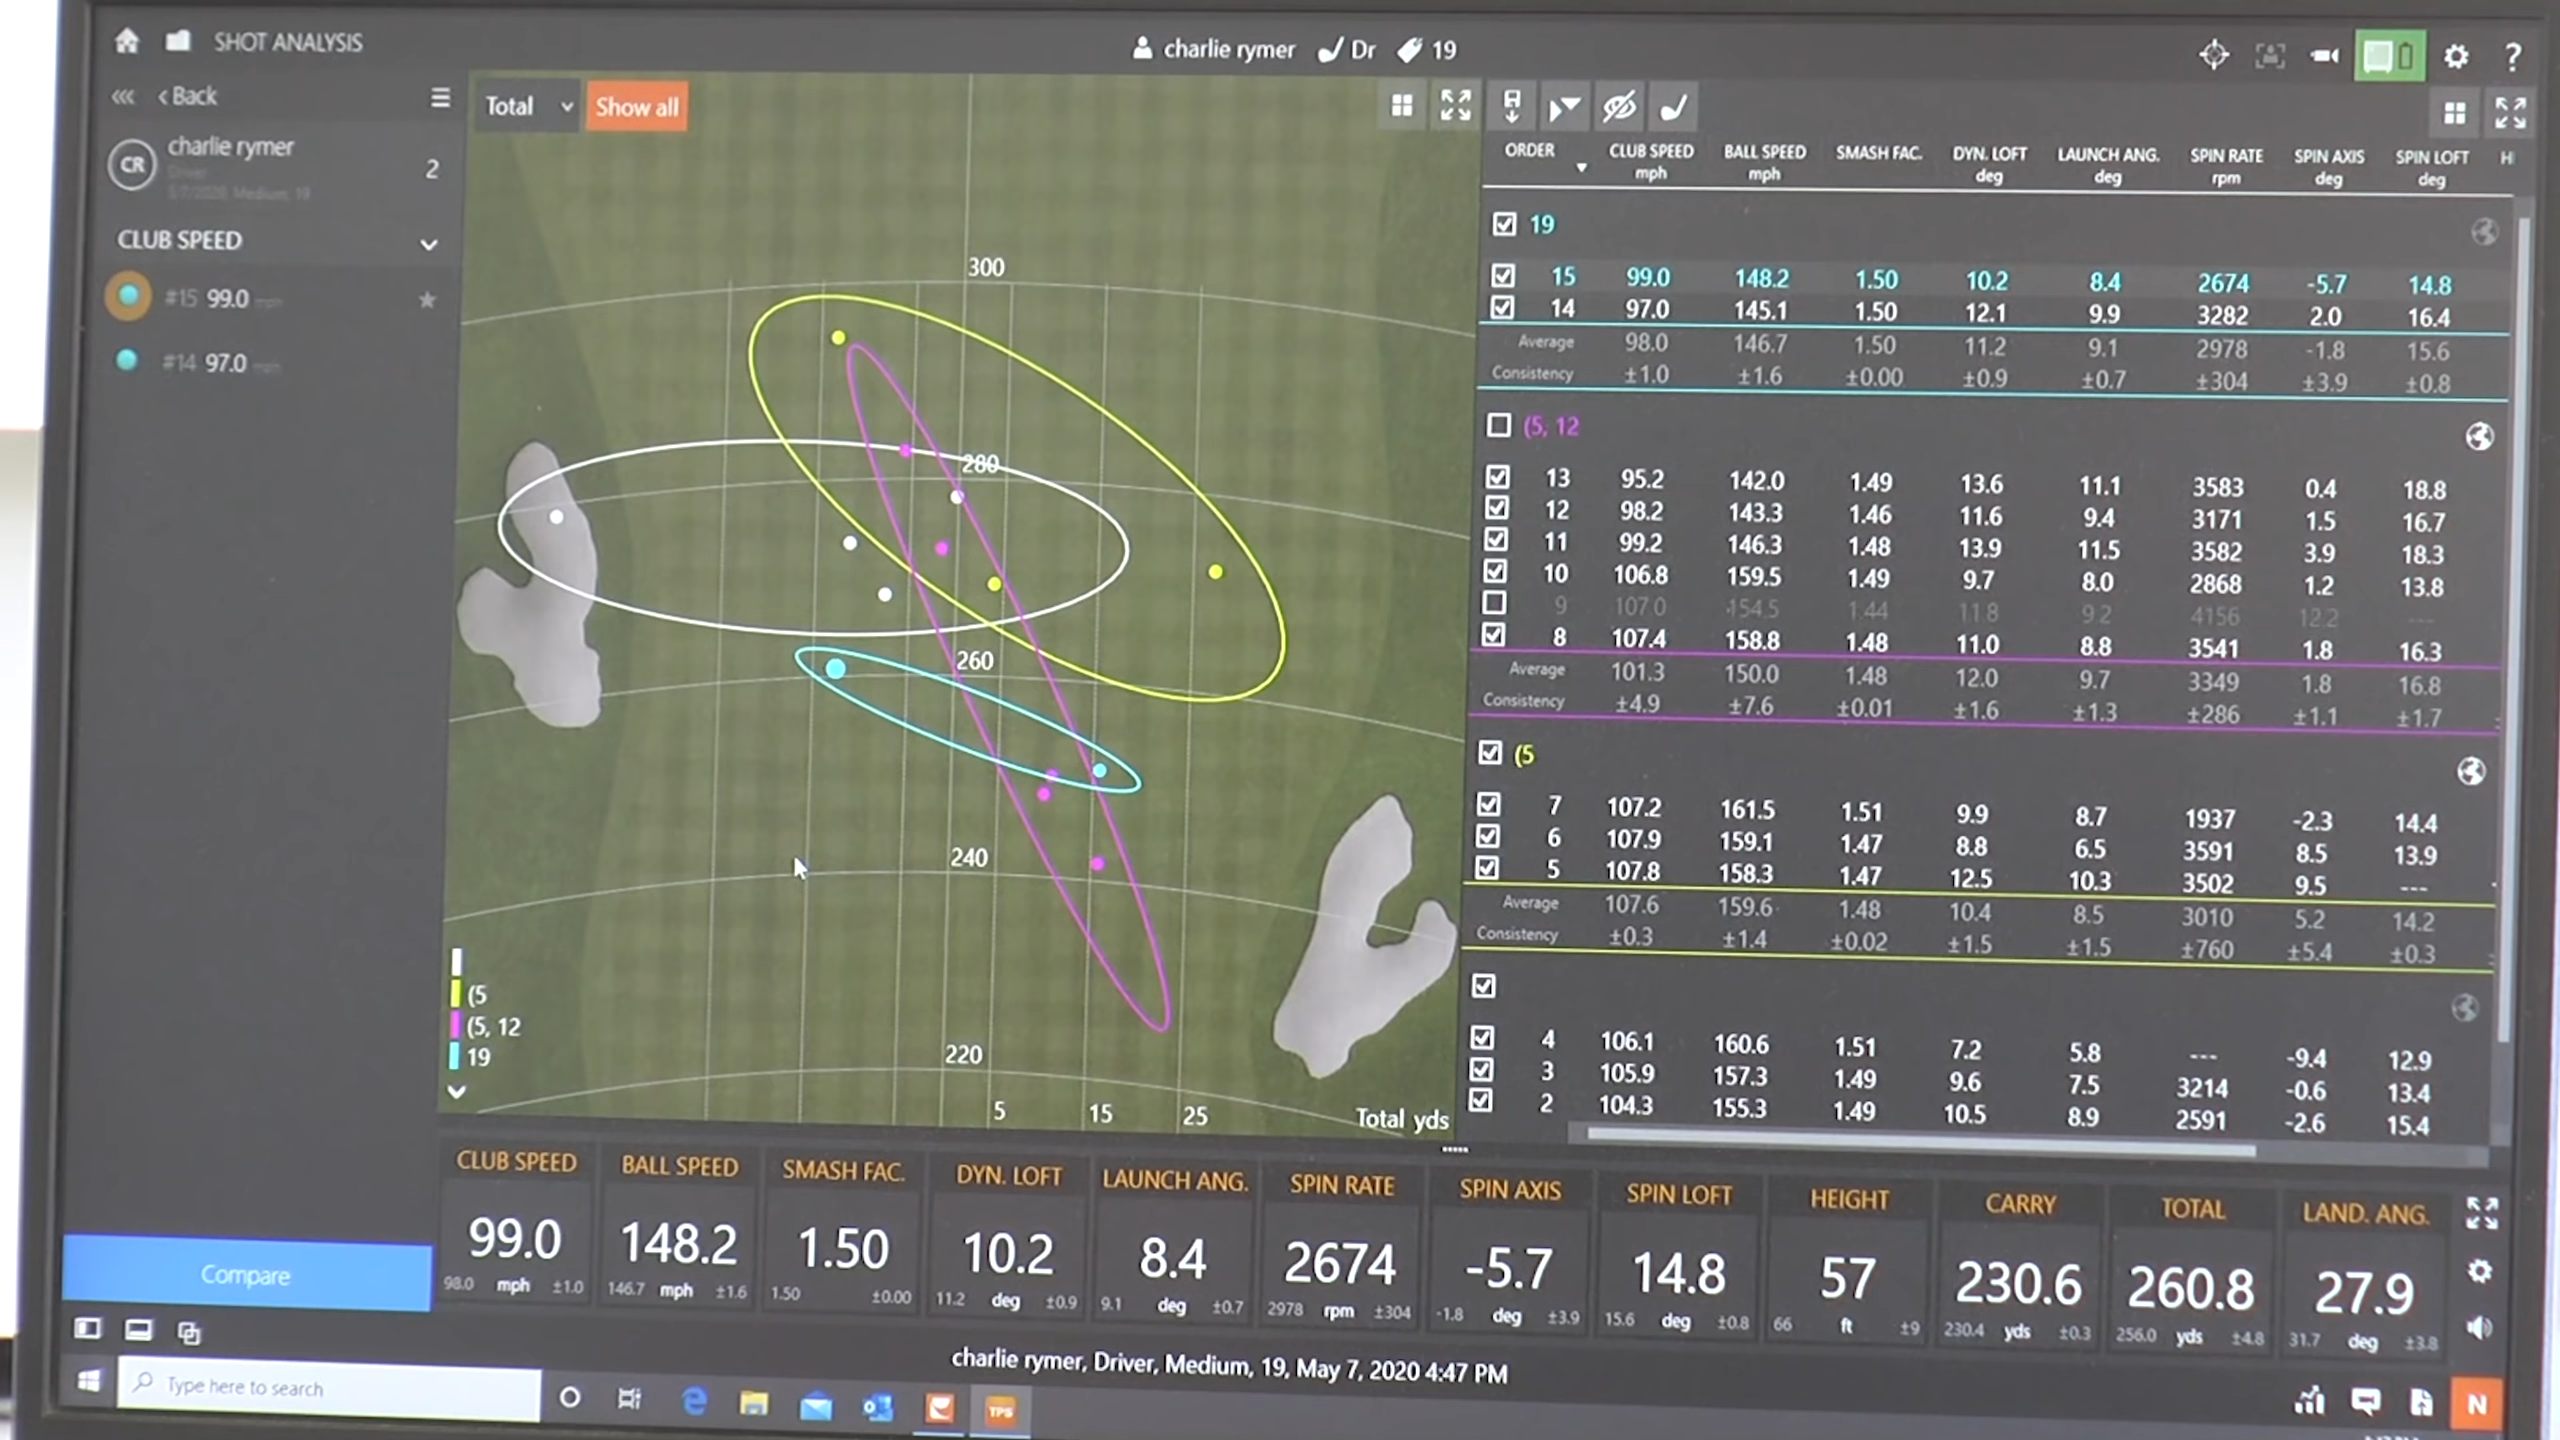 SHOT ANALYSIS
charlie rymer Dr 19
< Back
charlie rymer
2
CR
CLUB SPEED
#15 99.0
#14 97.0
Compare
Total Show all
300
280
260
240
220
5 15 25
Total yds
(5
(5, 12
19
ORDER CLUB SPEED BALL SPEED SMASH FAC. DYN. LOFT LAUNCH ANG. SPIN RATE SPIN AXIS SPIN LOFT H
mph mph deg deg rpm deg deg
19
15 99.0 148.2 1.50 10.2 8.4 2674 -5.7 14.8
14 97.0 145.1 1.50 12.1 9.9 3282 2.0 16.4
Average 98.0 146.7 1.50 11.2 9.1 2978 -1.8 15.6
Consistency ±1.0 ±1.6 ±0.00 ±0.9 ±0.7 ±304 ±3.9 ±0.8
(5, 12
13 95.2 142.0 1.49 13.6 11.1 3583 0.4 18.8
12 98.2 143.3 1.46 11.6 9.4 3171 1.5 16.7
11 99.2 146.3 1.48 13.9 11.5 3582 3.9 18.3
10 106.8 159.5 1.49 9.7 8.0 2868 1.2 13.8
9 107.0 154.5 1.44 11.8 9.2 4156 12.2 ---
8 107.4 158.8 1.48 11.0 8.8 3541 1.8 16.3
Average 101.3 150.0 1.48 12.0 9.7 3349 1.8 16.8
Consistency ±4.9 ±7.6 ±0.01 ±1.6 ±1.3 ±286 ±1.1 ±1.7
(5
7 107.2 161.5 1.51 9.9 8.7 1937 -2.3 14.4
6 107.9 159.1 1.47 8.8 6.5 3591 8.5 13.9
5 107.8 158.3 1.47 12.5 10.3 3502 9.5 ---
Average 107.6 159.6 1.48 10.4 8.5 3010 5.2 14.2
Consistency ±0.3 ±1.4 ±0.02 ±1.5 ±1.5 ±760 ±5.4 ±0.3
4 106.1 160.6 1.51 7.2 5.8 --- -9.4 12.9
3 105.9 157.3 1.49 9.6 7.5 3214 -0.6 13.4
2 104.3 155.3 1.49 10.5 8.9 2591 -2.6 15.4
CLUB SPEED BALL SPEED SMASH FAC. DYN. LOFT LAUNCH ANG. SPIN RATE SPIN AXIS SPIN LOFT HEIGHT CARRY TOTAL LAND. ANG.
99.0 148.2 1.50 10.2 8.4 2674 -5.7 14.8 57 230.6 260.8 27.9
98.0 mph ±1.0 146.7 mph ±1.6 1.50 ±0.00 11.2 deg ±0.9 9.1 deg ±0.7 2978 rpm ±304 -1.8 deg ±3.9 15.6 deg ±0.8 66 ft ±9 230.4 yds ±0.3 256.0 yds ±4.8 31.7 deg ±3.8
charlie rymer, Driver, Medium, 19, May 7, 2020 4:47 PM
Type here to search
TPS
N